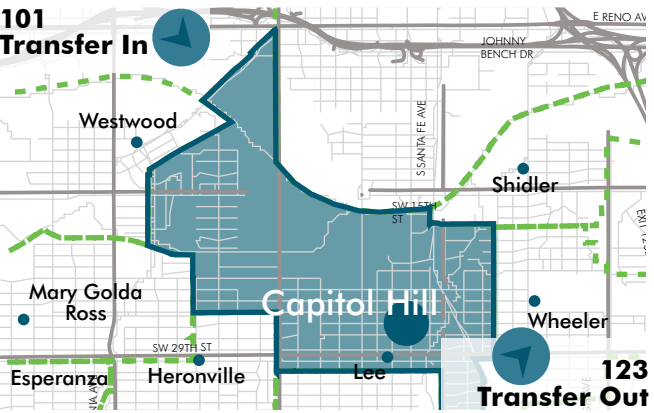 101
Transfer In
E RENO AV
JOHNNY
BENCH DR
Westwood
S SANTA FE AVE
Shidler
SW 15TH
ST
Mary Golda
Ross
Capitol Hill
Wheeler
SW 29TH ST
Esperanza
Heronville
Lee
123
Transfer Out